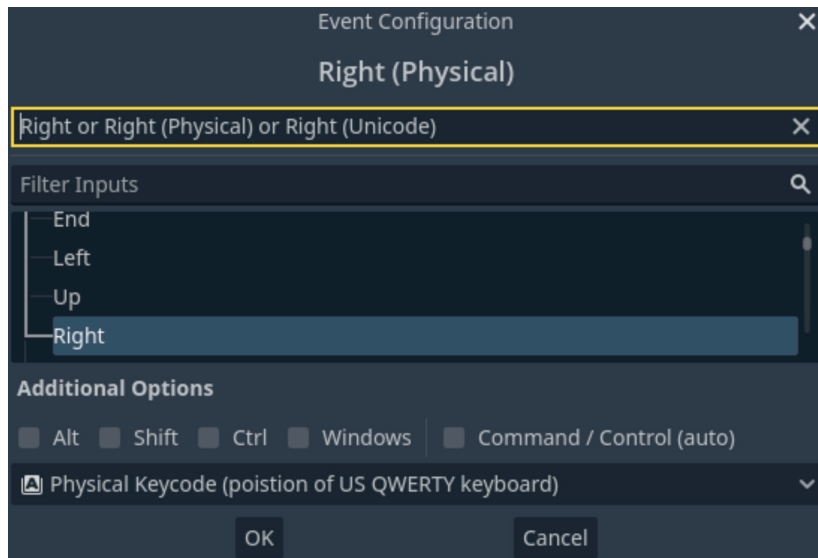 Event Configuration
Right (Physical)
Right or Right (Physical) or Right (Unicode)
Filter Inputs
End
Left
Up
Right
Additional Options
Alt Shift Ctrl Windows Command / Control (auto)
Physical Keycode (poistion of US QWERTY keyboard)
OK Cancel